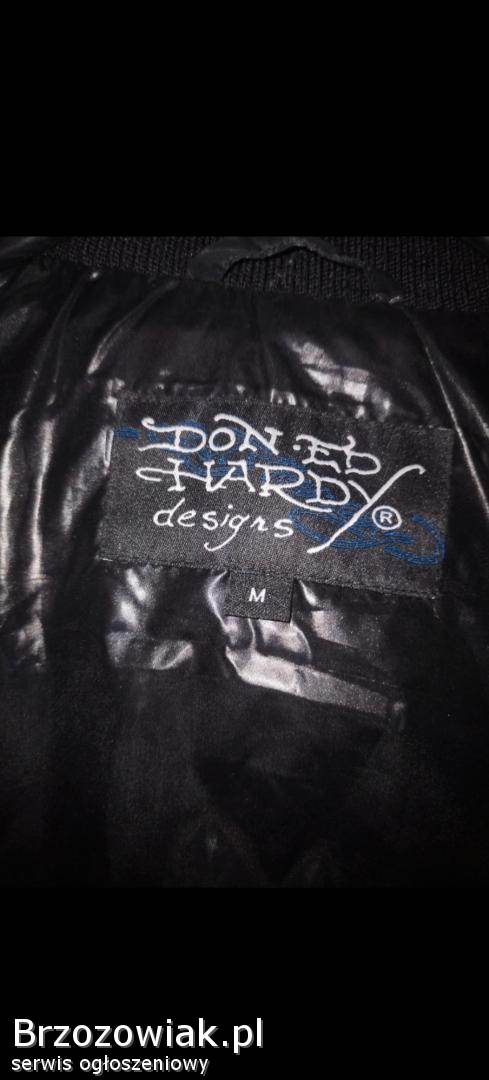 DON·ED
HARDY
designs ®
M
Brzozowiak.pl
serwis ogłoszeniowy